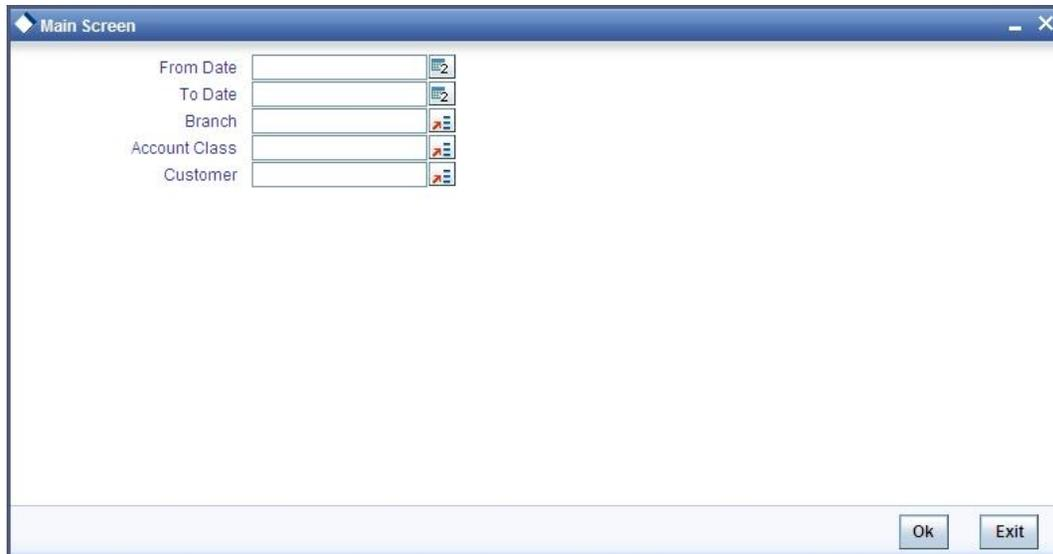 Main Screen
From Date
To Date
Branch
Account Class
Customer
Ok Exit